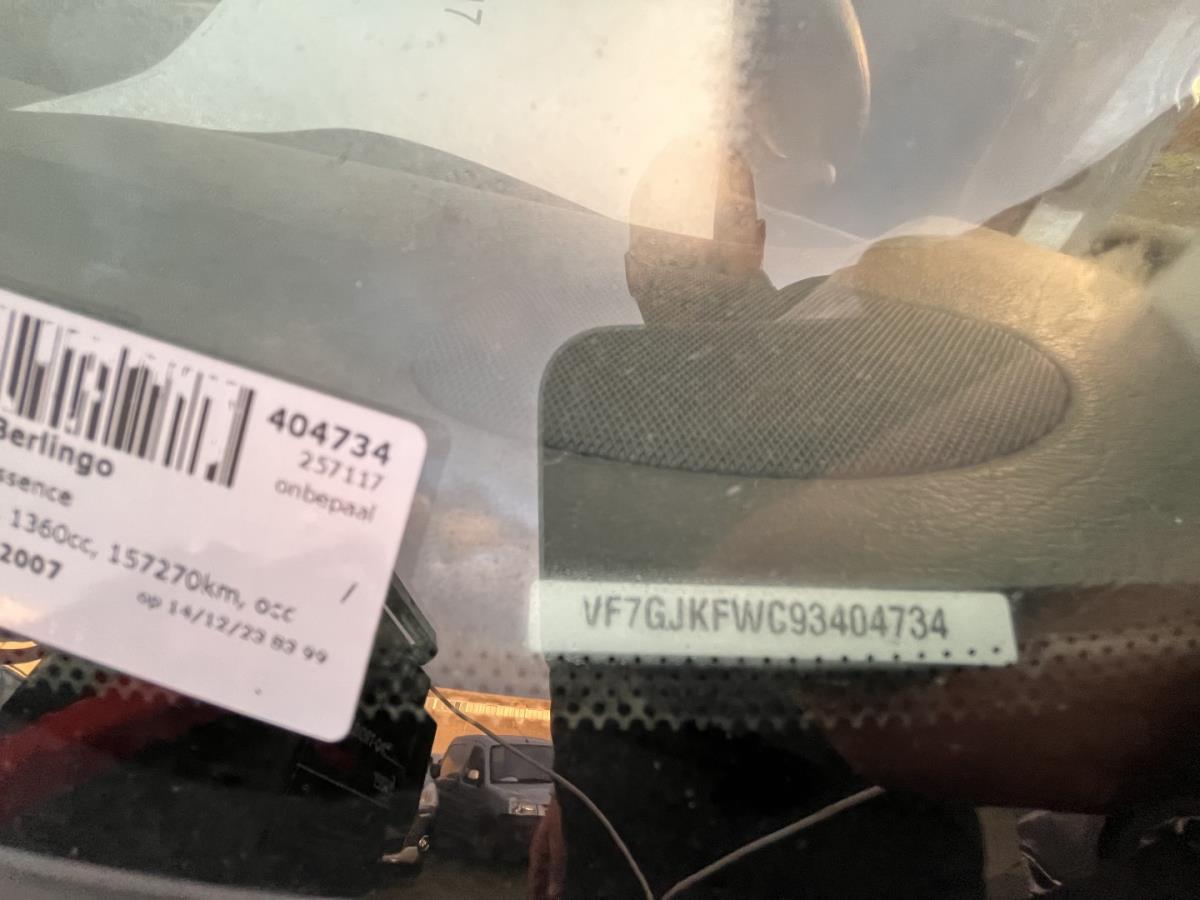 404734
257117
onbepaal
Berlingo
ssence
1360cc, 157270km, occ /
2007
op 14/12/23 83 99
VF7GJKFWC93404734